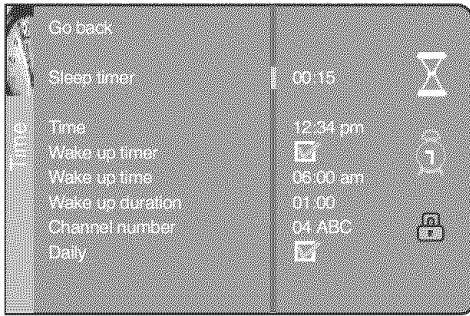 Go back
Sleep timer 00:15
Time 12:34 pm
Wake up timer
Wake up time 06:00 am
Wake up duration 01:00
Channel number 04 ABC
Daily
Time